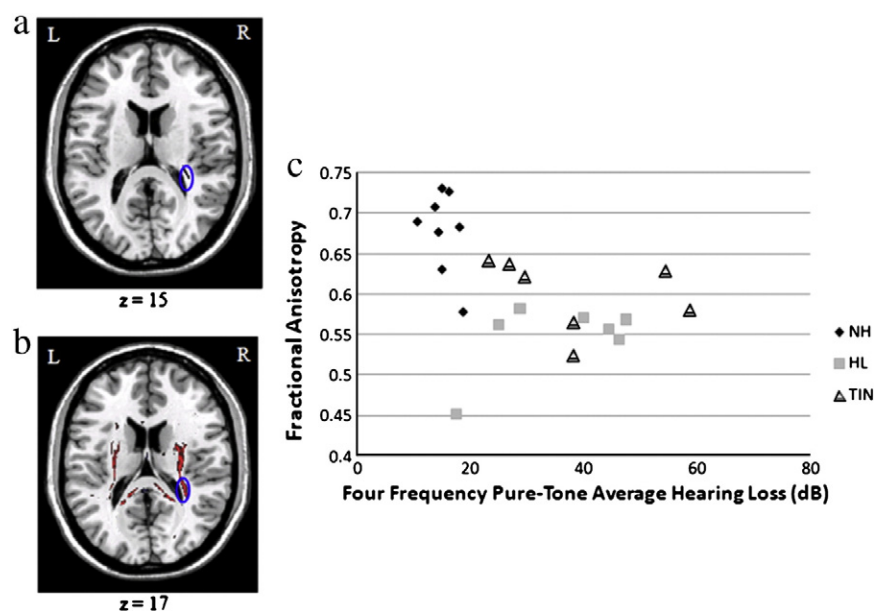 a
L R
z = 15
b
L R
z = 17
c
Fractional Anisotropy
0.75
0.7
0.65
0.6
0.55
0.5
0.45
0.4
0 20 40 60 80
Four Frequency Pure-Tone Average Hearing Loss (dB)
NH
HL
TIN